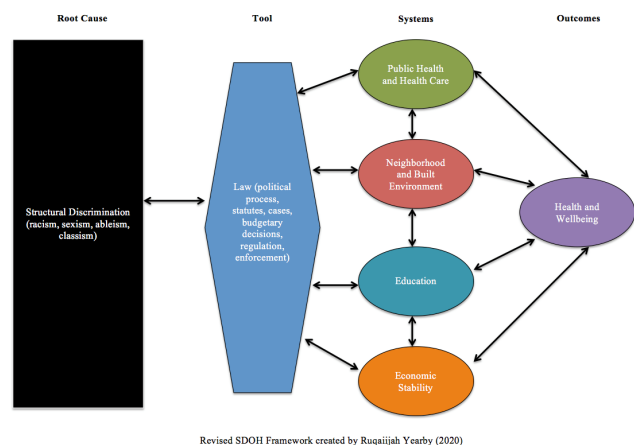 Root Cause
Tool
Systems
Outcomes
Structural Discrimination
(racism, sexism, ableism,
classism)
Law (political
process,
statutes, cases,
budgetary
decisions,
regulation,
enforcement)
Public Health
and Health Care
Neighborhood
and Built
Environment
Education
Economic
Stability
Health and
Wellbeing
Revised SDOH Framework created by Ruqaiijah Yearby (2020)